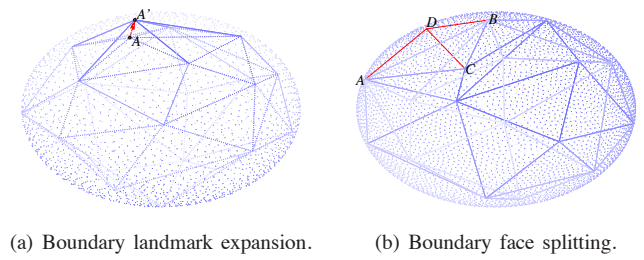 A'
A
D
B
C
A
(a) Boundary landmark expansion.
(b) Boundary face splitting.